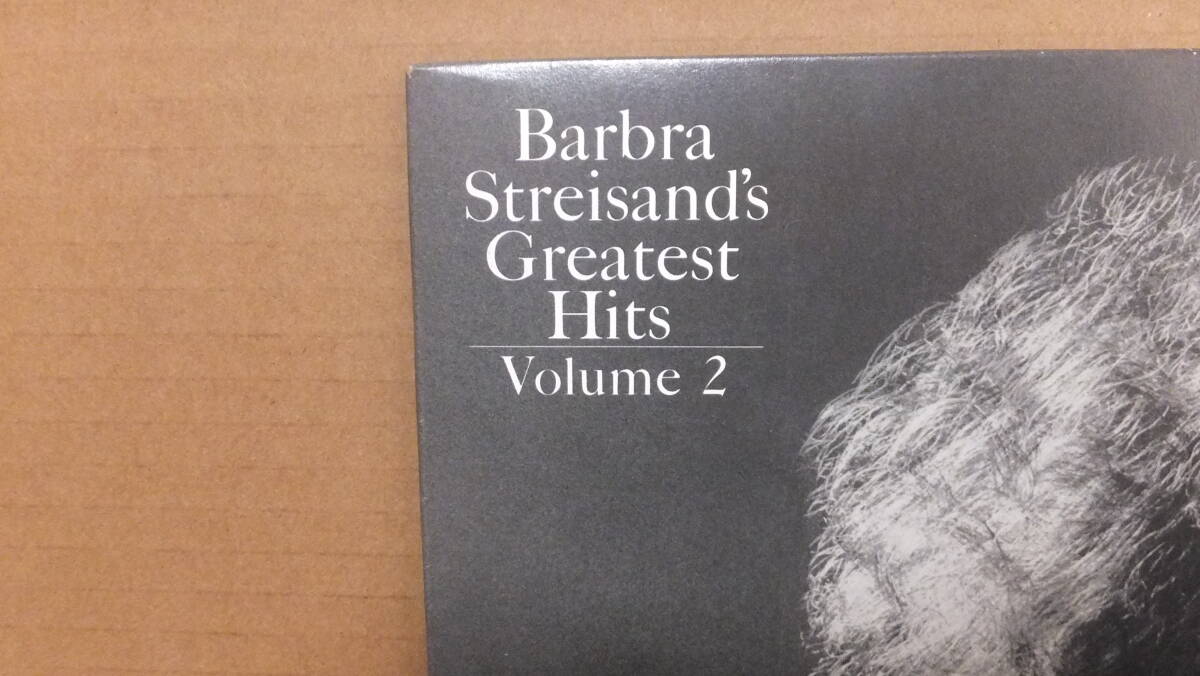 Barbra
Streisand's
Greatest
Hits
Volume 2